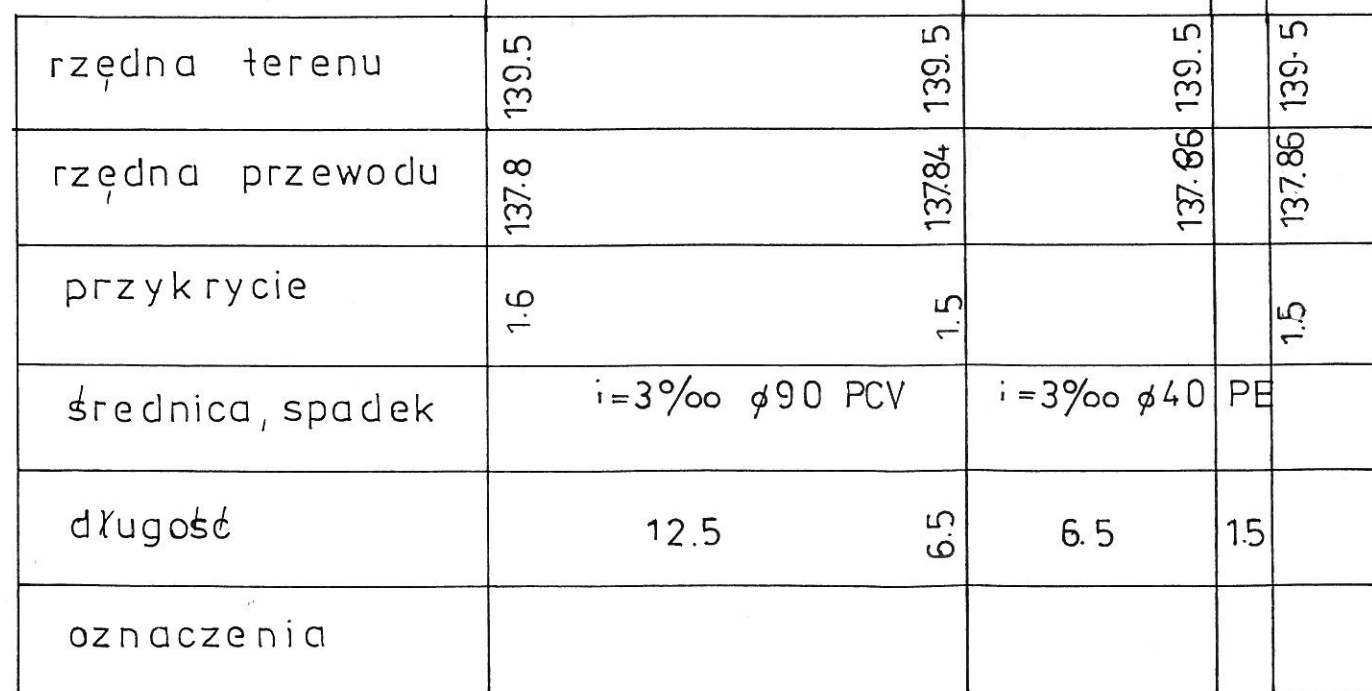 rzędna terenu 139.5 139.5 139.5 139.5
rzędna przewodu 137.8 137.84 137.86 137.86
przykrycie 1.6 1.5 1.5
średnica, spadek i=3‰ ø90 PCV i=3‰ ø40 PE
długość 12.5 6.5 6.5 1.5
oznaczenia